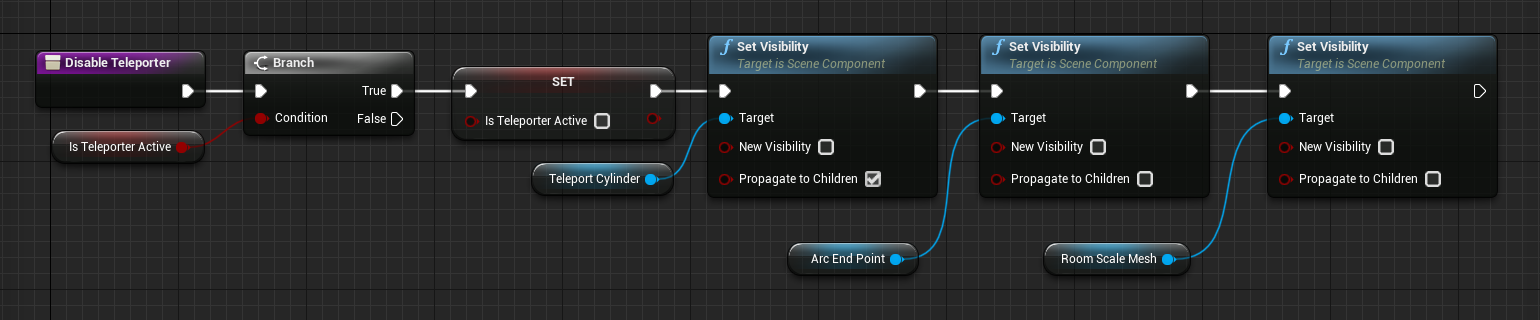 Disable Teleporter
Is Teleporter Active
Branch
True
Condition
False
SET
Is Teleporter Active
Teleport Cylinder
Set Visibility
Target is Scene Component
Target
New Visibility
Propagate to Children
Arc End Point
Set Visibility
Target is Scene Component
Target
New Visibility
Propagate to Children
Room Scale Mesh
Set Visibility
Target is Scene Component
Target
New Visibility
Propagate to Children